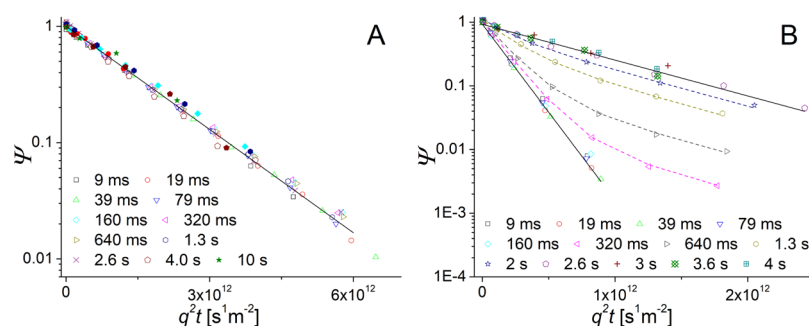 A
1
0.1
0.01
Ψ
9 ms 19 ms
39 ms 79 ms
160 ms 320 ms
640 ms 1.3 s
2.6 s 4.0 s 10 s
0 3x10¹² 6x10¹²
q²t [s¹m⁻²]
B
1
0.1
0.01
1E-3
1E-4
Ψ
9 ms 19 ms 39 ms 79 ms
160 ms 320 ms 640 ms 1.3 s
2 s 2.6 s 3 s 3.6 s 4 s
0 1x10¹² 2x10¹²
q²t [s¹m⁻²]